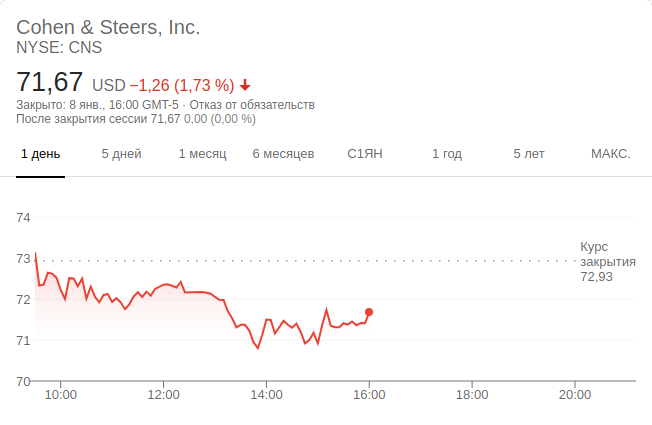 Cohen & Steers, Inc.
NYSE: CNS
71,67 USD −1,26 (1,73 %)
Закрыто: 8 янв., 16:00 GMT-5 · Отказ от обязательств
После закрытия сессии 71,67 0,00 (0,00 %)
1 день 5 дней 1 месяц 6 месяцев С1ЯН 1 год 5 лет МАКС.
74
73
72
71
70
Курс
закрытия
72,93
10:00 12:00 14:00 16:00 18:00 20:00